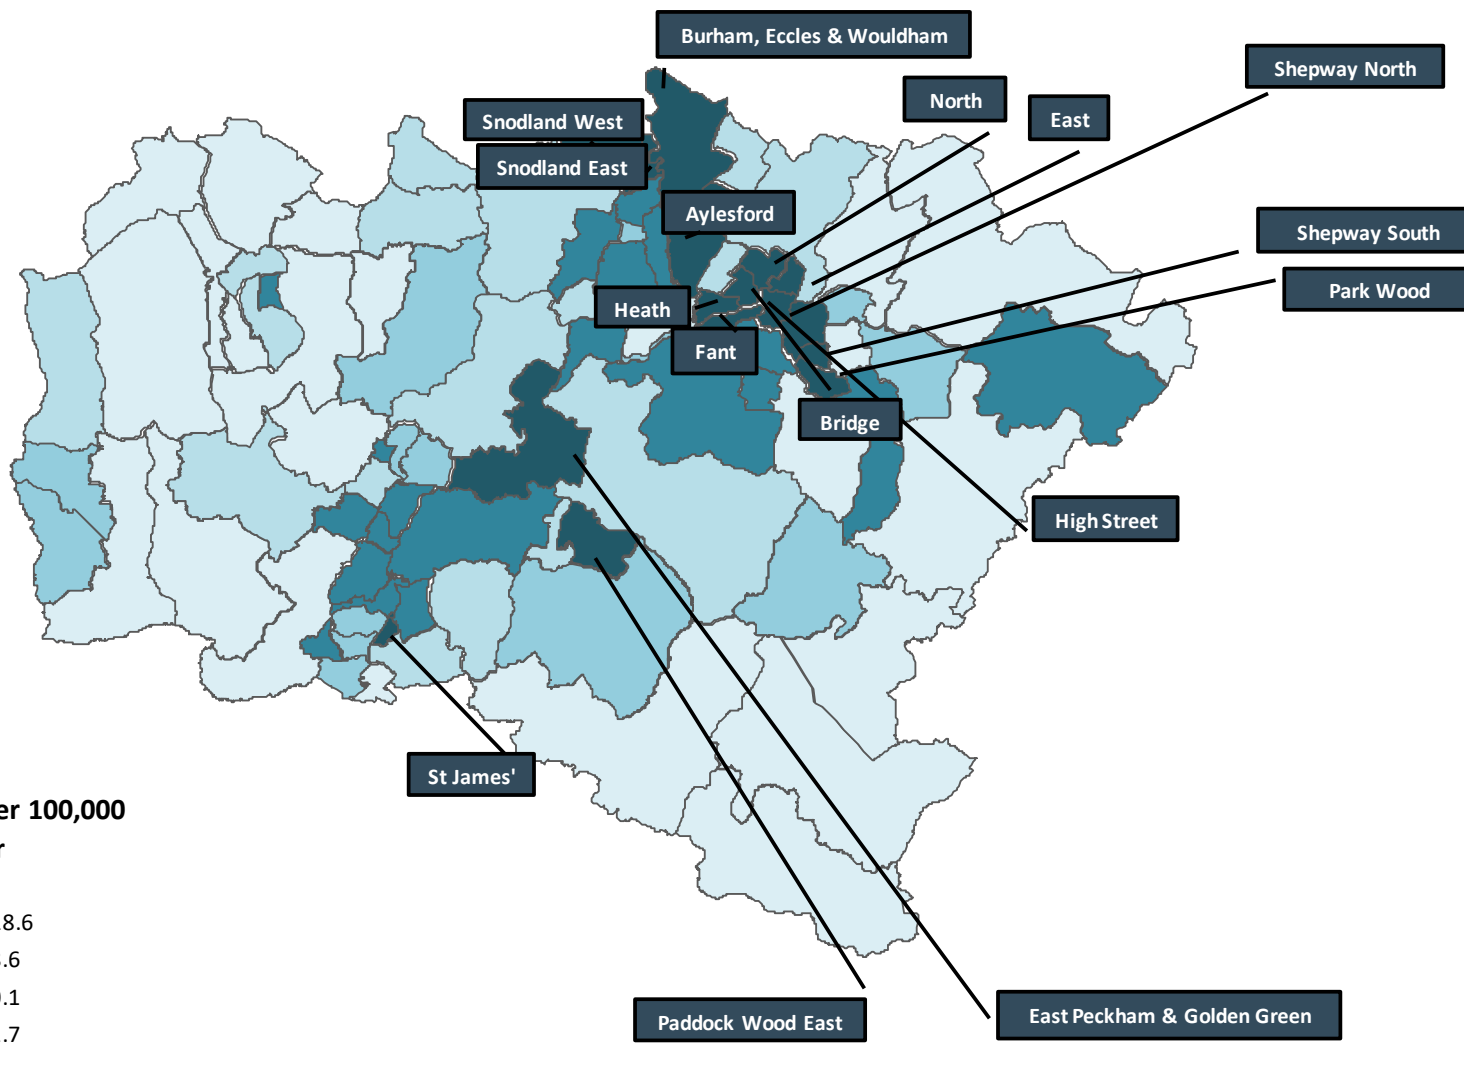 Burham, Eccles & Wouldham
Shepway North
North
East
Snodland West
Snodland East
Aylesford
Shepway South
Park Wood
Heath
Fant
Bridge
High Street
St James'
er 100,000
r
8.6
.6
.1
.7
Paddock Wood East
East Peckham & Golden Green